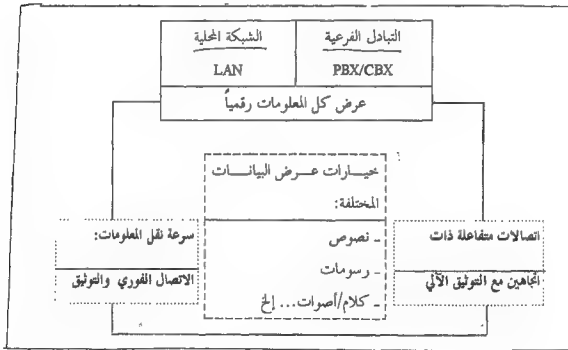 التبادل الفرعية
PBX/CBX
الشبكة المحلية
LAN
عرض كل المعلومات رقمياً
خيارات عرض البيانات
المختلفة:
ـ نصوص
ـ رسومات
ـ كلام/أصوات... إلخ
اتصالات متفاعلة ذات
اتجاهين مع التوثيق الآلي
سرعة نقل المعلومات:
الاتصال الفوري والتوثيق